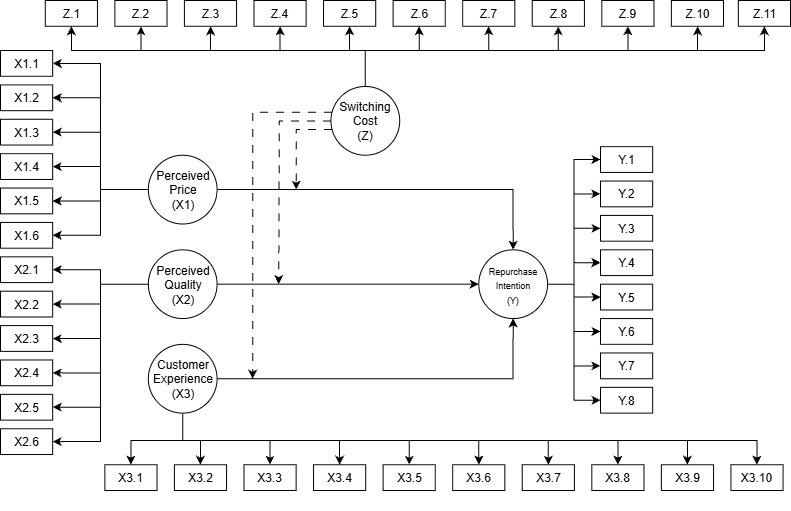 Z.1 Z.2 Z.3 Z.4 Z.5 Z.6 Z.7 Z.8 Z.9 Z.10 Z.11
X1.1
X1.2
X1.3
X1.4
X1.5
X1.6
X2.1
X2.2
X2.3
X2.4
X2.5
X2.6
Switching
Cost
(Z)
Perceived
Price
(X1)
Perceived
Quality
(X2)
Customer
Experience
(X3)
Repurchase
Intention
(Y)
Y.1
Y.2
Y.3
Y.4
Y.5
Y.6
Y.7
Y.8
X3.1 X3.2 X3.3 X3.4 X3.5 X3.6 X3.7 X3.8 X3.9 X3.10